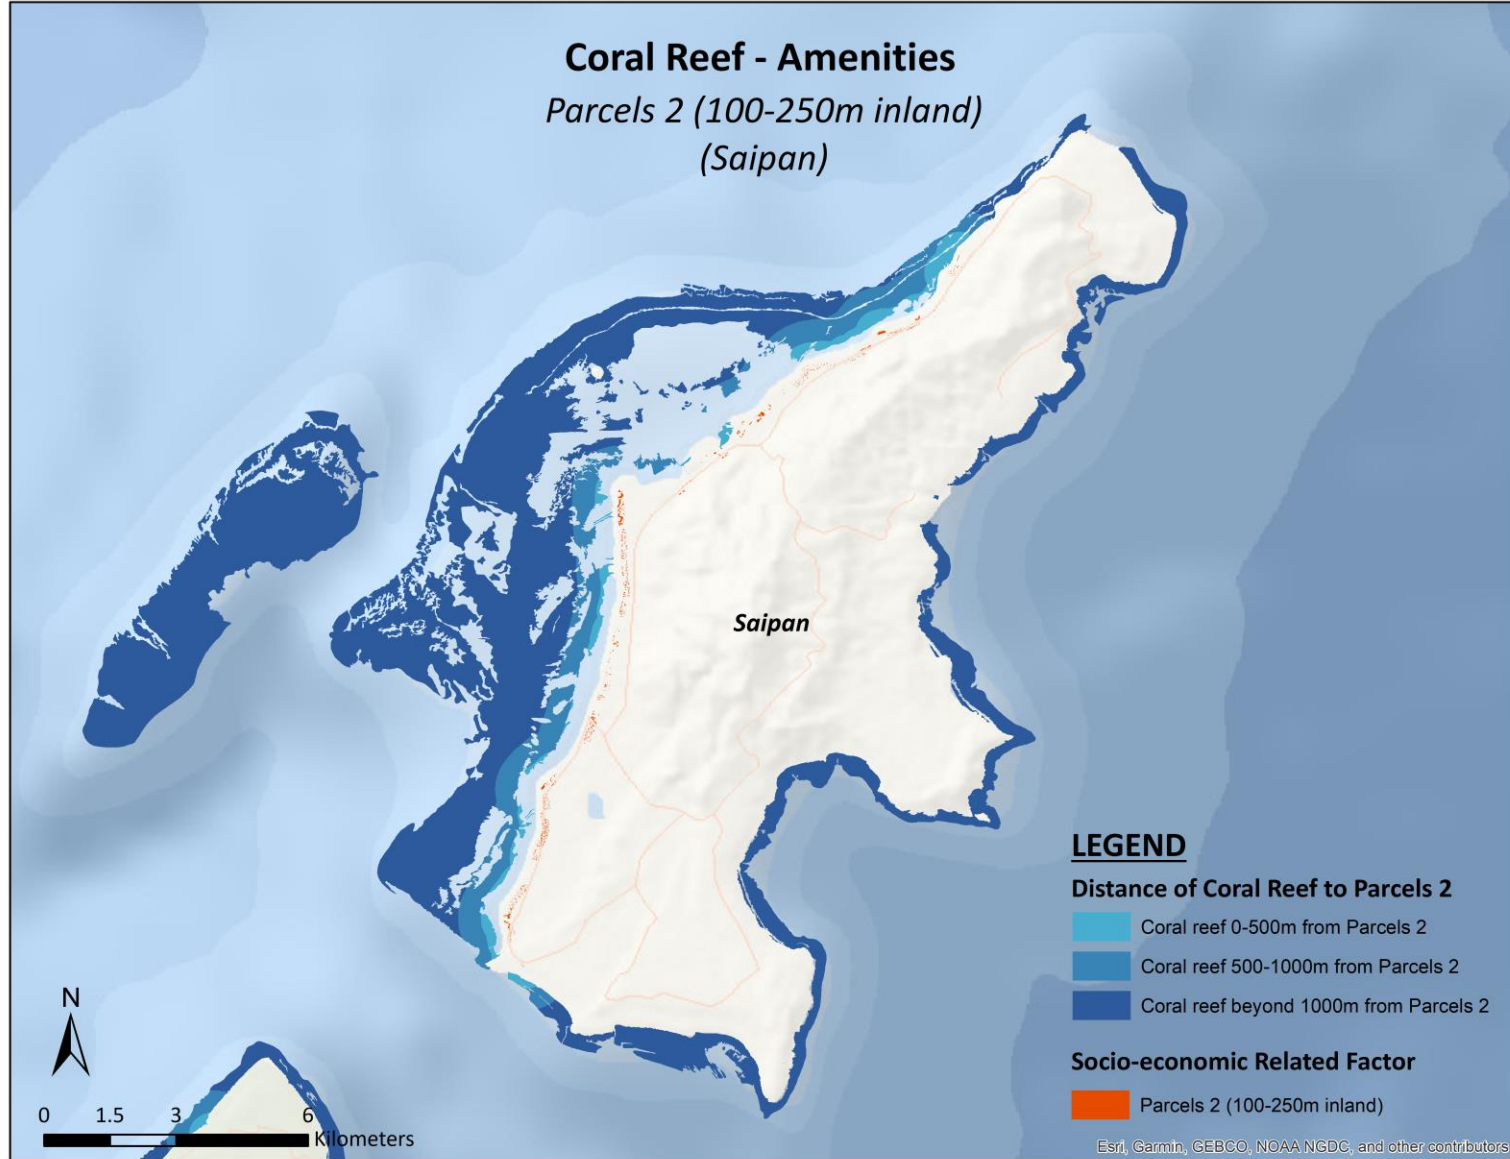 Coral Reef - Amenities
Parcels 2 (100-250m inland)
(Saipan)
Saipan
LEGEND
Distance of Coral Reef to Parcels 2
Coral reef 0-500m from Parcels 2
Coral reef 500-1000m from Parcels 2
Coral reef beyond 1000m from Parcels 2
Socio-economic Related Factor
Parcels 2 (100-250m inland)
N
0 1.5 3 6
Kilometers
Esri, Garmin, GEBCO, NOAA NGDC, and other contributors